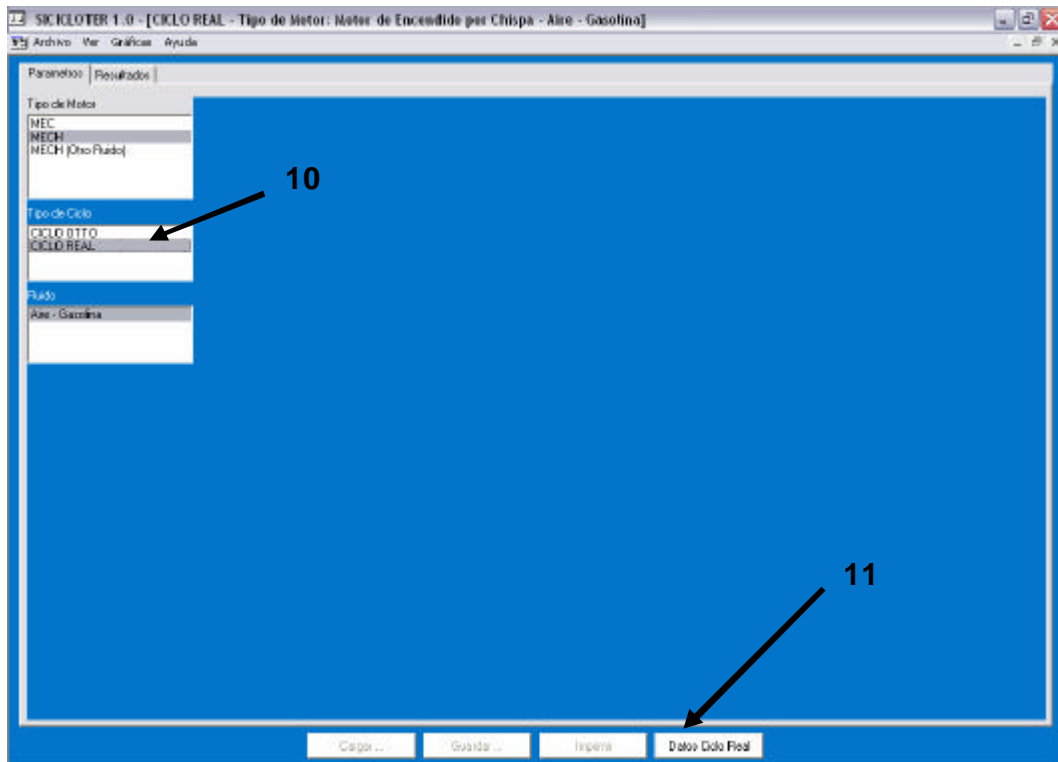 SICICLOTER 1.0 - [CICLO REAL - Tipo de Motor: Motor de Encendido por Chispa - Aire - Gasolina]
Archivo Ver Gráficas Ayuda
Parametros Resultados
Tipo de Motor
MEC
MECH
MECH (Otro Fluido)
10
Tipo de Ciclo
CICLO OTTO
CICLO REAL
Fluido
Aire - Gasolina
11
Cargar ... Guardar ... Imprimir Datos Ciclo Real